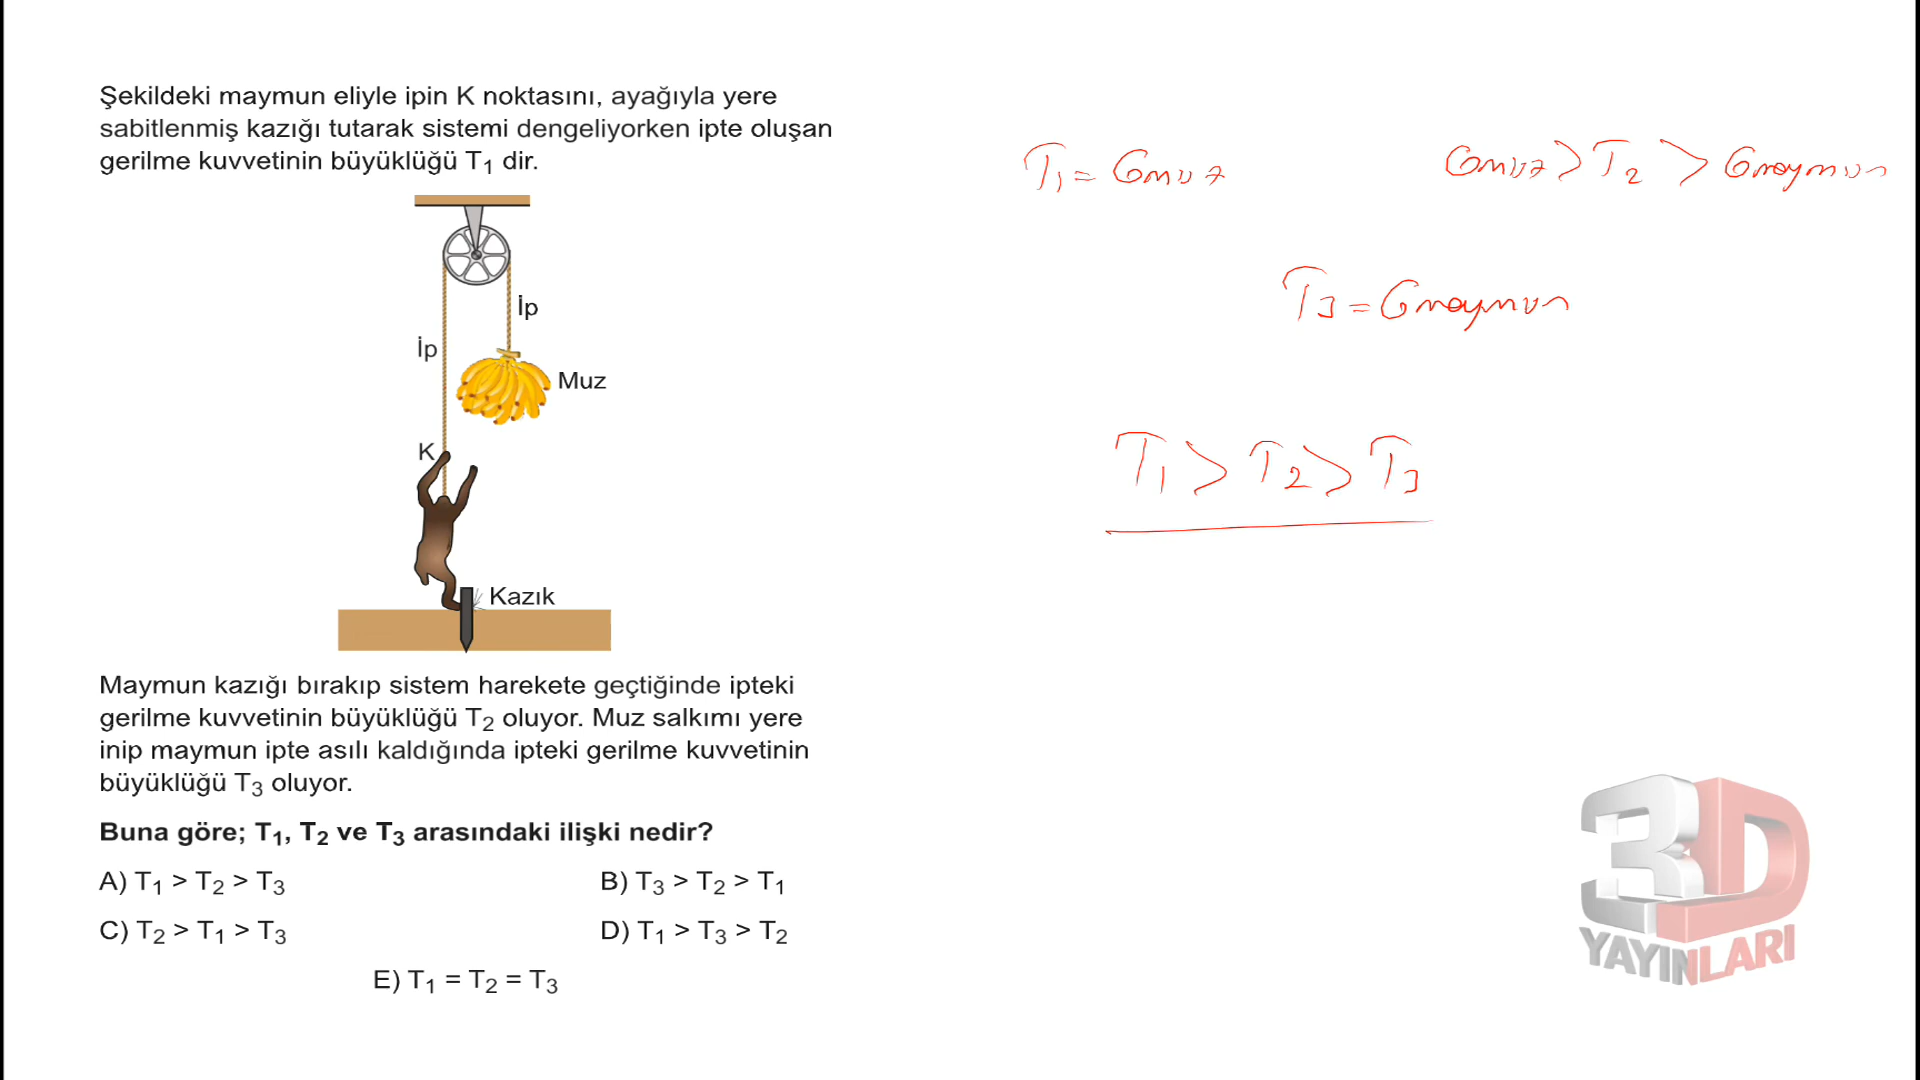 Şekildeki maymun eliyle ipin K noktasını, ayağıyla yere
sabitlenmiş kazığı tutarak sistemi dengeliyorken ipte oluşan
gerilme kuvvetinin büyüklüğü T₁ dir.
İp
İp
Muz
K
Kazık
Maymun kazığı bırakıp sistem harekete geçtiğinde ipteki
gerilme kuvvetinin büyüklüğü T₂ oluyor. Muz salkımı yere
inip maymun ipte asılı kaldığında ipteki gerilme kuvvetinin
büyüklüğü T₃ oluyor.
Buna göre; T₁, T₂ ve T₃ arasındaki ilişki nedir?
A) T₁ > T₂ > T₃
B) T₃ > T₂ > T₁
C) T₂ > T₁ > T₃
D) T₁ > T₃ > T₂
E) T₁ = T₂ = T₃
T₁ = Gmuz
Gmuz > T₂ > Gmaymun
T₃ = Gmaymun
T₁ > T₂ > T₃
3D
YAYINLARI